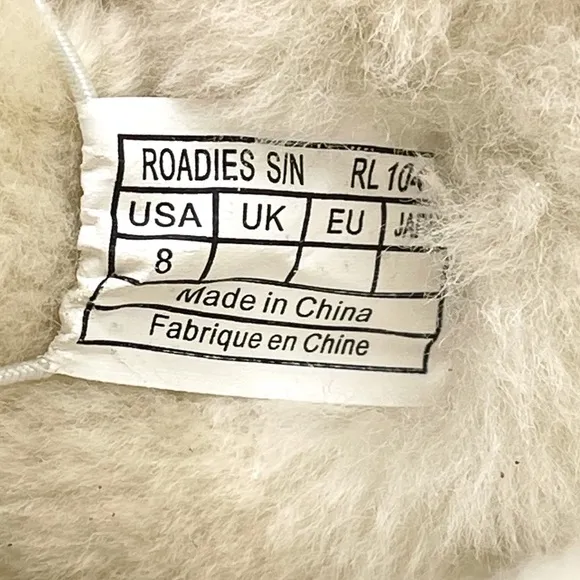 ROADIES S/N RL 10
USA UK EU
8
Made in China
Fabrique en Chine